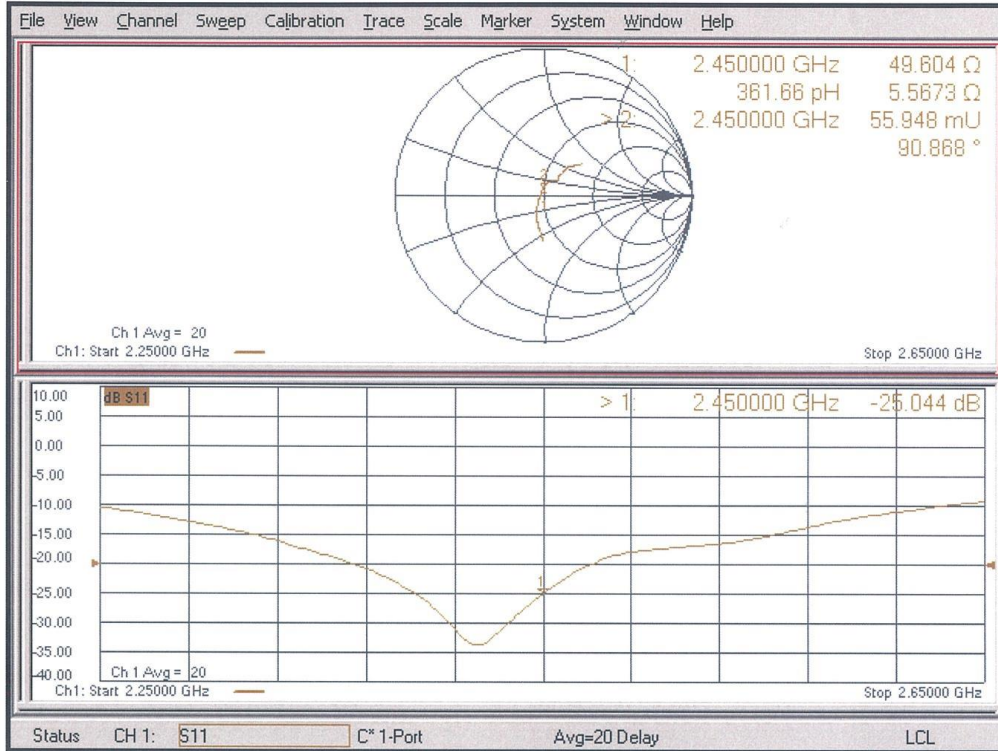 File View Channel Sweep Calibration Trace Scale Marker System Window Help
1: 2.450000 GHz 49.604 Ω
361.66 pH 5.5673 Ω
> 2: 2.450000 GHz 55.948 mU
90.868 °
Ch 1 Avg = 20
Ch1: Start 2.25000 GHz Stop 2.65000 GHz
dB S11
> 1: 2.450000 GHz -25.044 dB
10.00
5.00
0.00
-5.00
-10.00
-15.00
-20.00
-25.00
1
-30.00
-35.00
-40.00
Ch 1 Avg = 20
Ch1: Start 2.25000 GHz Stop 2.65000 GHz
Status CH 1: S11 C* 1-Port Avg=20 Delay LCL